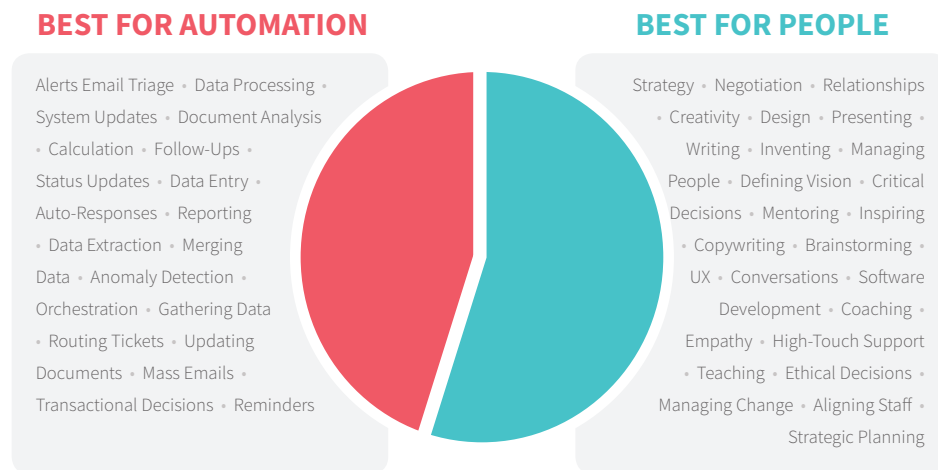 BEST FOR AUTOMATION
Alerts Email Triage • Data Processing •
System Updates • Document Analysis
• Calculation • Follow-Ups •
Status Updates • Data Entry •
Auto-Responses • Reporting
• Data Extraction • Merging
Data • Anomaly Detection •
Orchestration • Gathering Data
• Routing Tickets • Updating
Documents • Mass Emails •
Transactional Decisions • Reminders
BEST FOR PEOPLE
Strategy • Negotiation • Relationships
• Creativity • Design • Presenting •
Writing • Inventing • Managing
People • Defining Vision • Critical
Decisions • Mentoring • Inspiring
• Copywriting • Brainstorming •
UX • Conversations • Software
Development • Coaching •
Empathy • High-Touch Support
• Teaching • Ethical Decisions •
Managing Change • Aligning Staff •
Strategic Planning